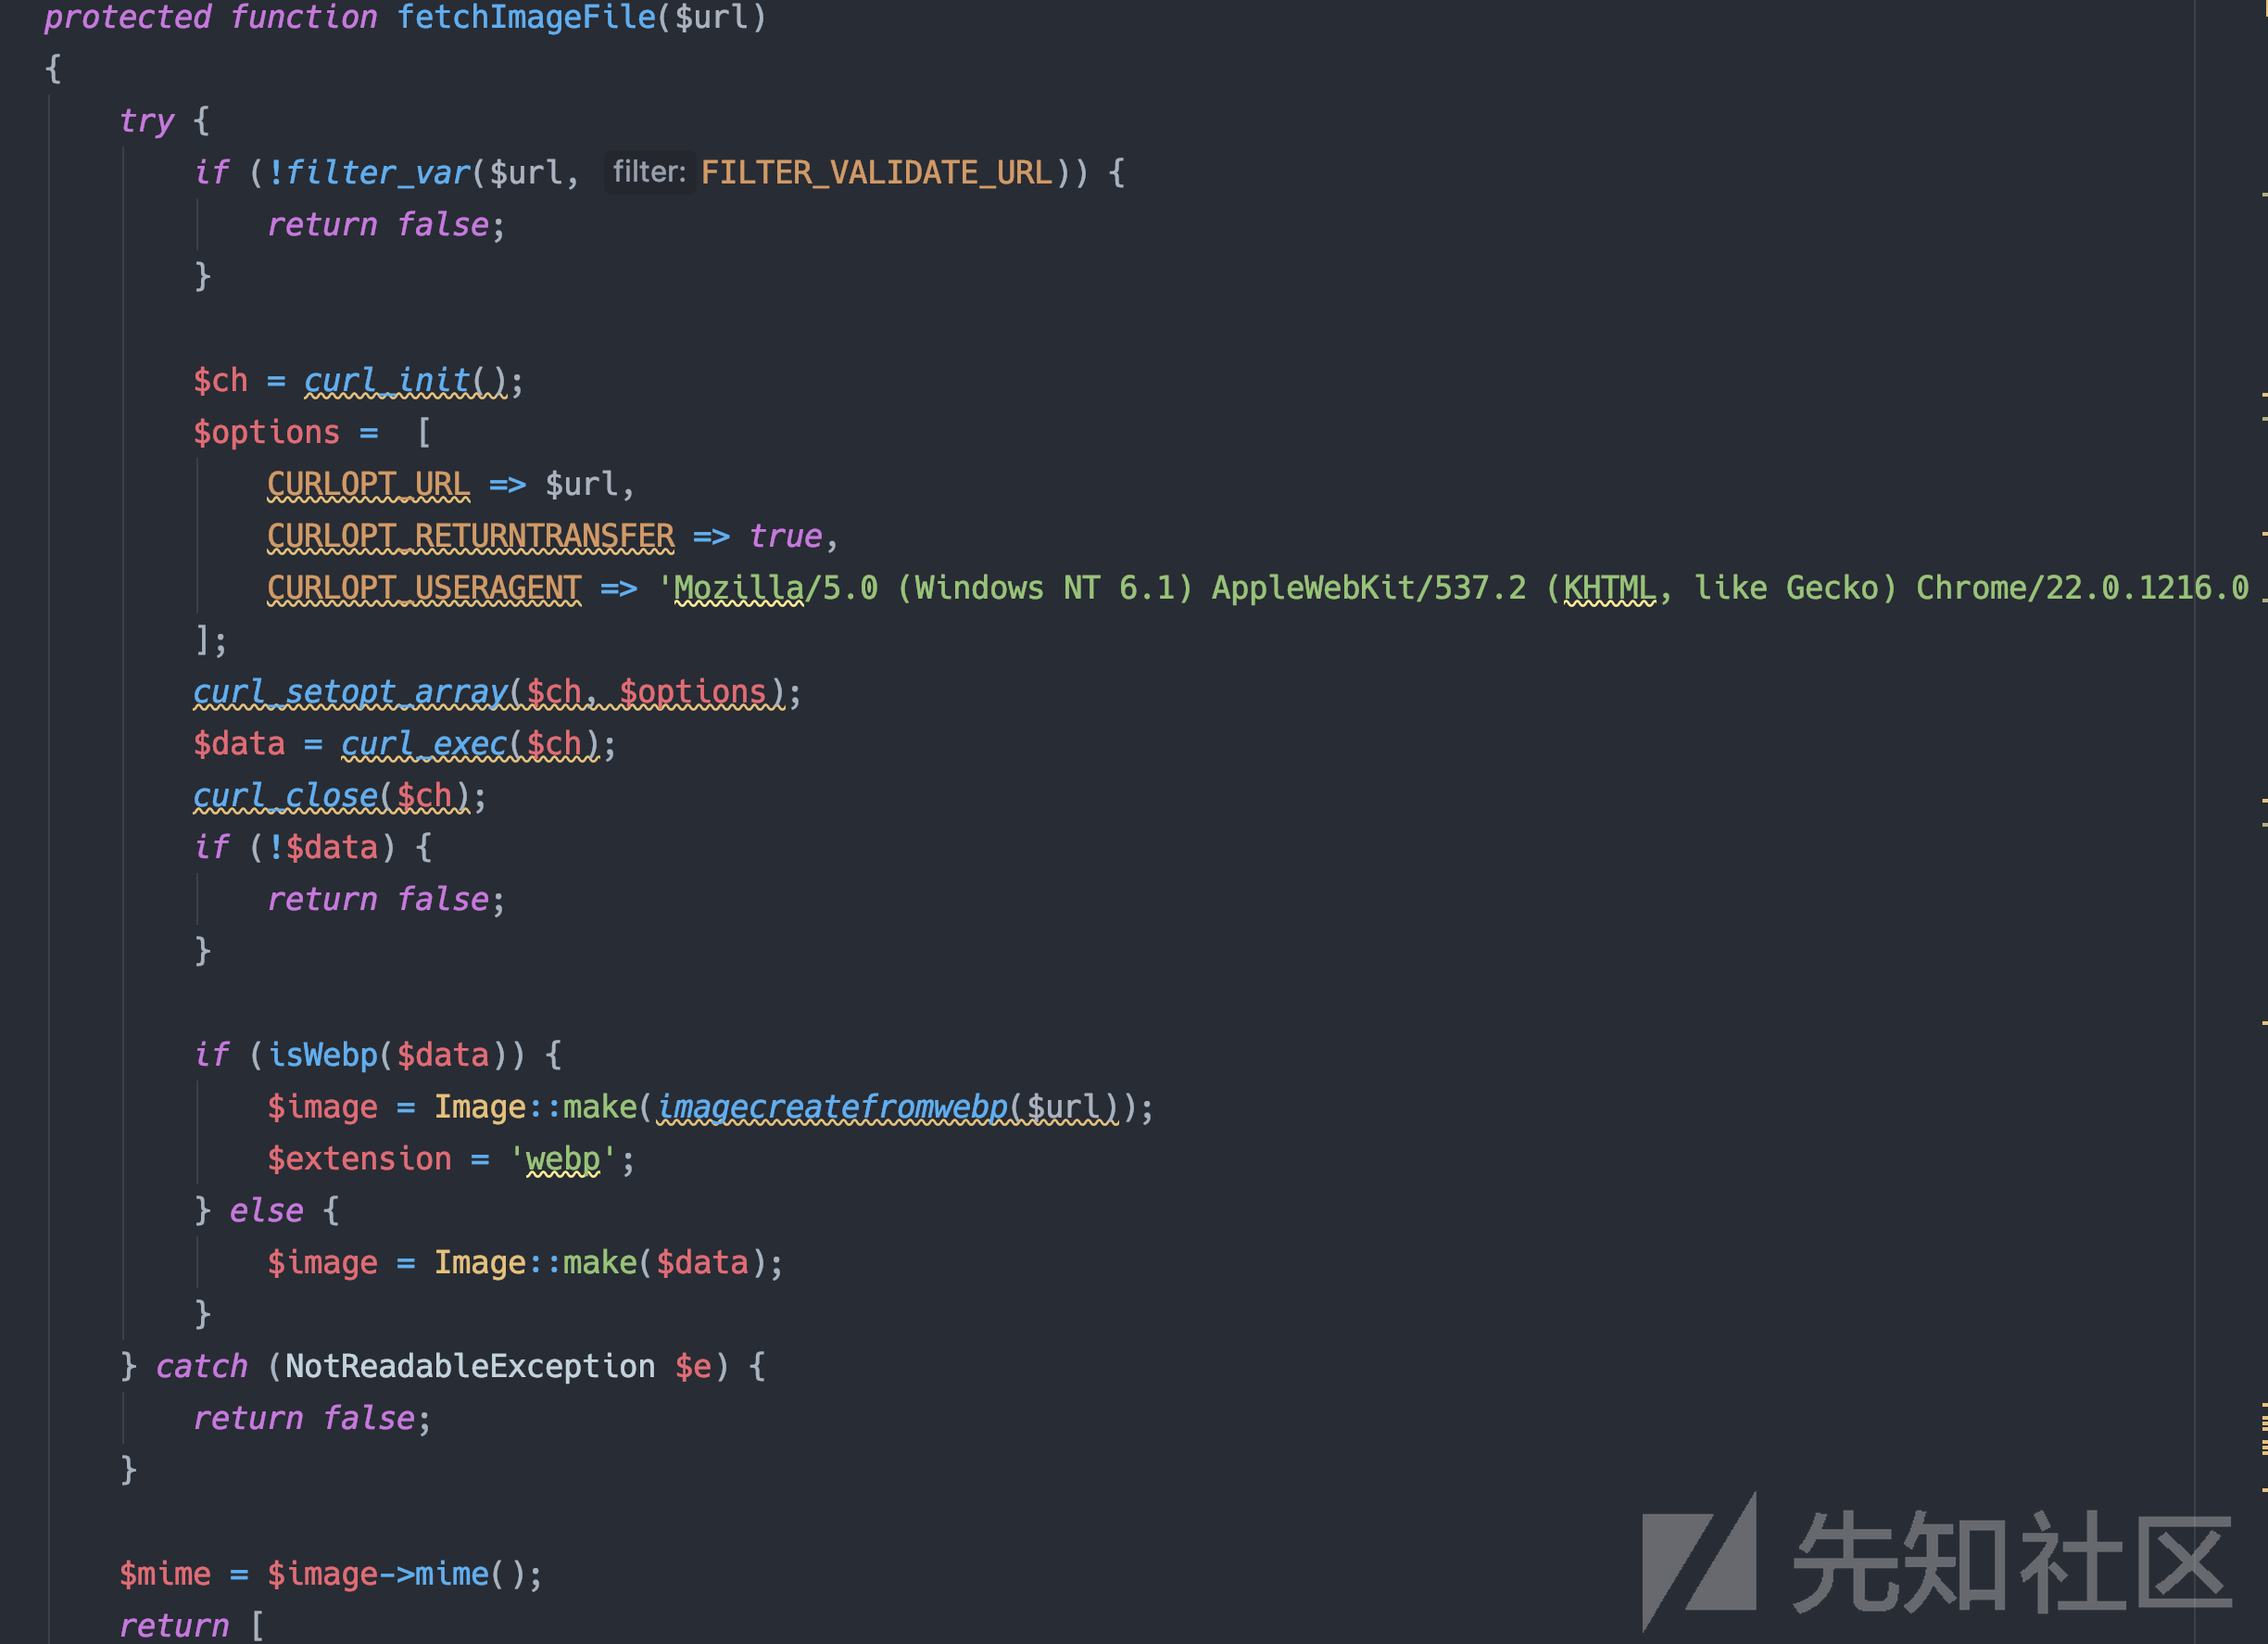 protected function fetchImageFile($url)
{
    try {
        if (!filter_var($url, filter: FILTER_VALIDATE_URL)) {
            return false;
        }

        $ch = curl_init();
        $options =  [
            CURLOPT_URL => $url,
            CURLOPT_RETURNTRANSFER => true,
            CURLOPT_USERAGENT => 'Mozilla/5.0 (Windows NT 6.1) AppleWebKit/537.2 (KHTML, like Gecko) Chrome/22.0.1216.0
        ];
        curl_setopt_array($ch, $options);
        $data = curl_exec($ch);
        curl_close($ch);
        if (!$data) {
            return false;
        }

        if (isWebp($data)) {
            $image = Image::make(imagecreatefromwebp($url));
            $extension = 'webp';
        } else {
            $image = Image::make($data);
        }
    } catch (NotReadableException $e) {
        return false;
    }

    $mime = $image->mime();
    return [
先知社区